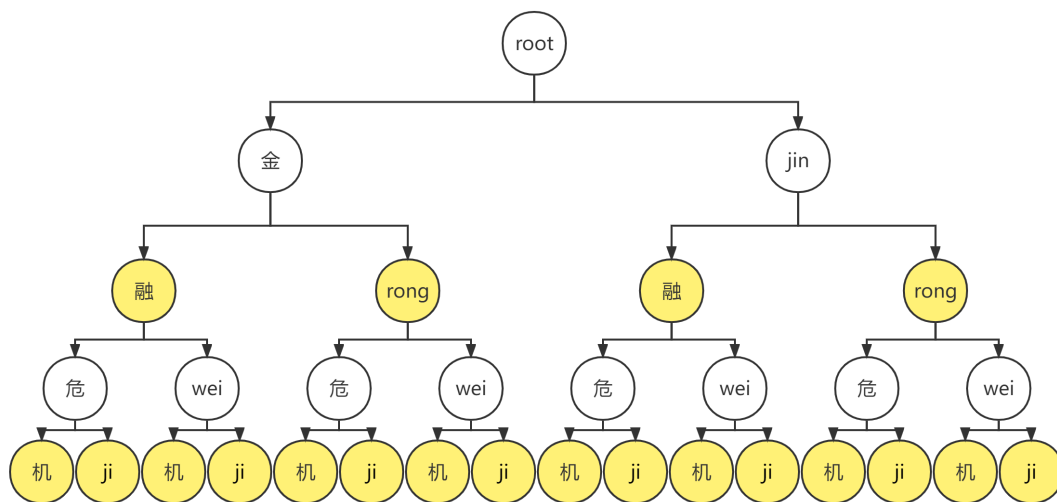 root
金 jin
融 rong 融 rong
危 wei 危 wei 危 wei 危 wei
机 ji 机 ji 机 ji 机 ji 机 ji 机 ji 机 ji 机 ji